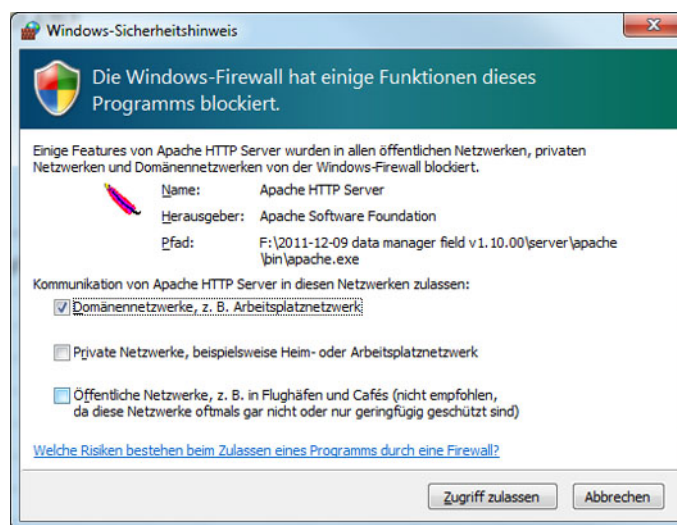 Windows-Sicherheitshinweis
Die Windows-Firewall hat einige Funktionen dieses
Programms blockiert.
Einige Features von Apache HTTP Server wurden in allen öffentlichen Netzwerken, privaten
Netzwerken und Domänennetzwerken von der Windows-Firewall blockiert.
Name: Apache HTTP Server
Herausgeber: Apache Software Foundation
Pfad: F:\2011-12-09 data manager field v1.10.00\server\apache
\bin\apache.exe
Kommunikation von Apache HTTP Server in diesen Netzwerken zulassen:
Domänennetzwerke, z. B. Arbeitsplatznetzwerk
Private Netzwerke, beispielsweise Heim- oder Arbeitsplatznetzwerk
Öffentliche Netzwerke, z. B. in Flughäfen und Cafés (nicht empfohlen,
da diese Netzwerke oftmals gar nicht oder nur geringfügig geschützt sind)
Welche Risiken bestehen beim Zulassen eines Programms durch eine Firewall?
Zugriff zulassen Abbrechen